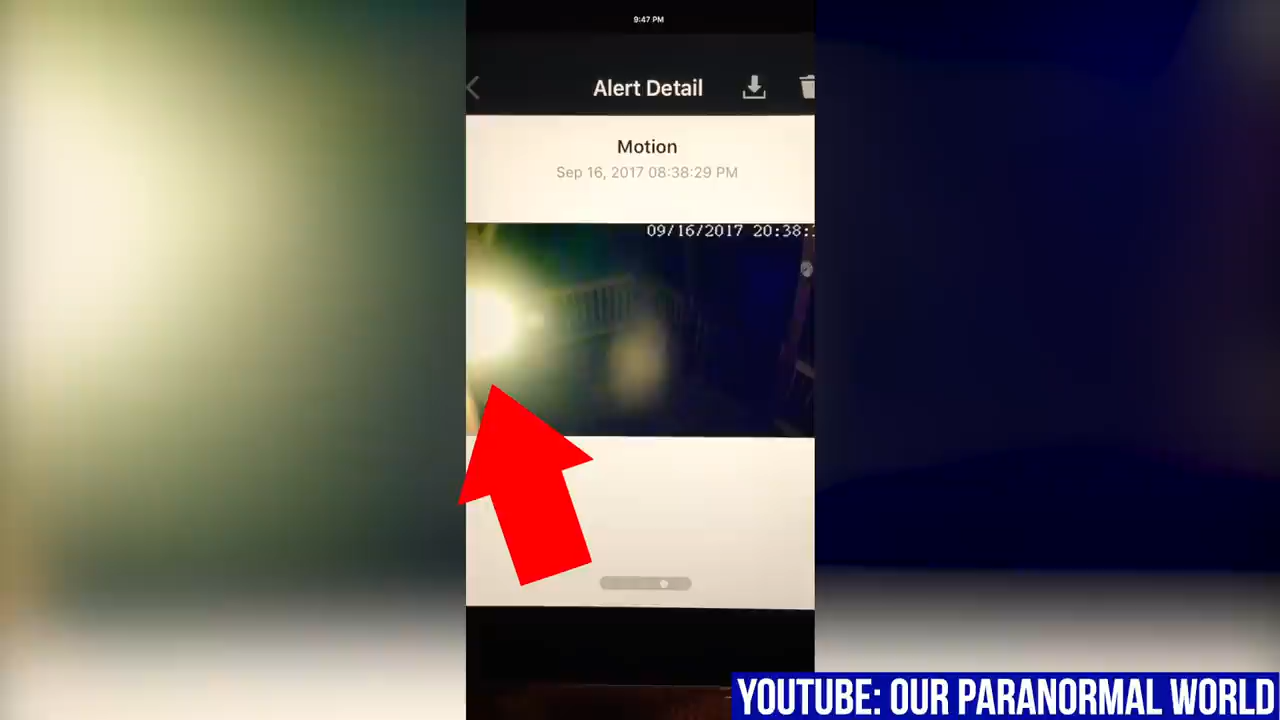 9:47 PM
Alert Detail
Motion
Sep 16, 2017 08:38:29 PM
09/16/2017 20:38:
YOUTUBE: OUR PARANORMAL WORLD